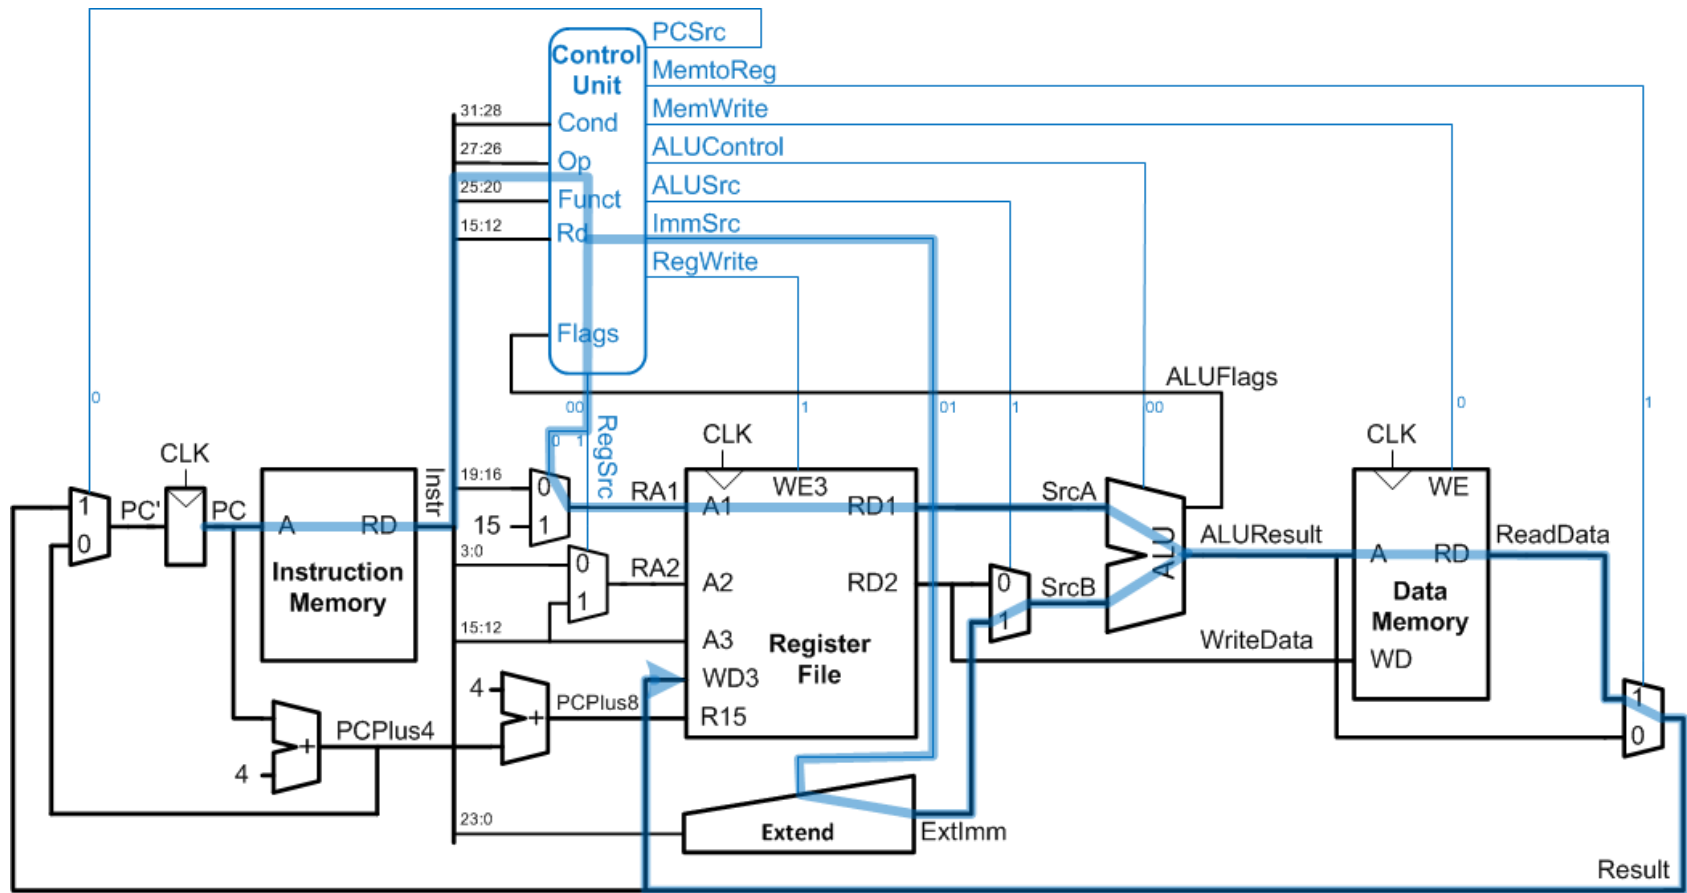 PCSrc
MemtoReg
MemWrite
ALUControl
ALUSrc
ImmSrc
RegWrite
Control
Unit
Cond
Op
Funct
Rd
Flags
31:28
27:26
25:20
15:12
ALUFlags
0
00
0 1
RegSrc
1
01
1
00
0
1
CLK
1
0
PC'
PC
A RD
Instruction
Memory
Instr
19:16
15
3:0
15:12
0
1
0
1
RA1
RA2
CLK
WE3
A1 RD1
A2 RD2
A3
WD3
R15
Register
File
4
+
PCPlus8
PCPlus4
4
+
23:0
Extend
ExtImm
0
1
SrcA
SrcB
ALU
ALUResult
WriteData
CLK
WE
A RD
Data
Memory
WD
ReadData
1
0
Result